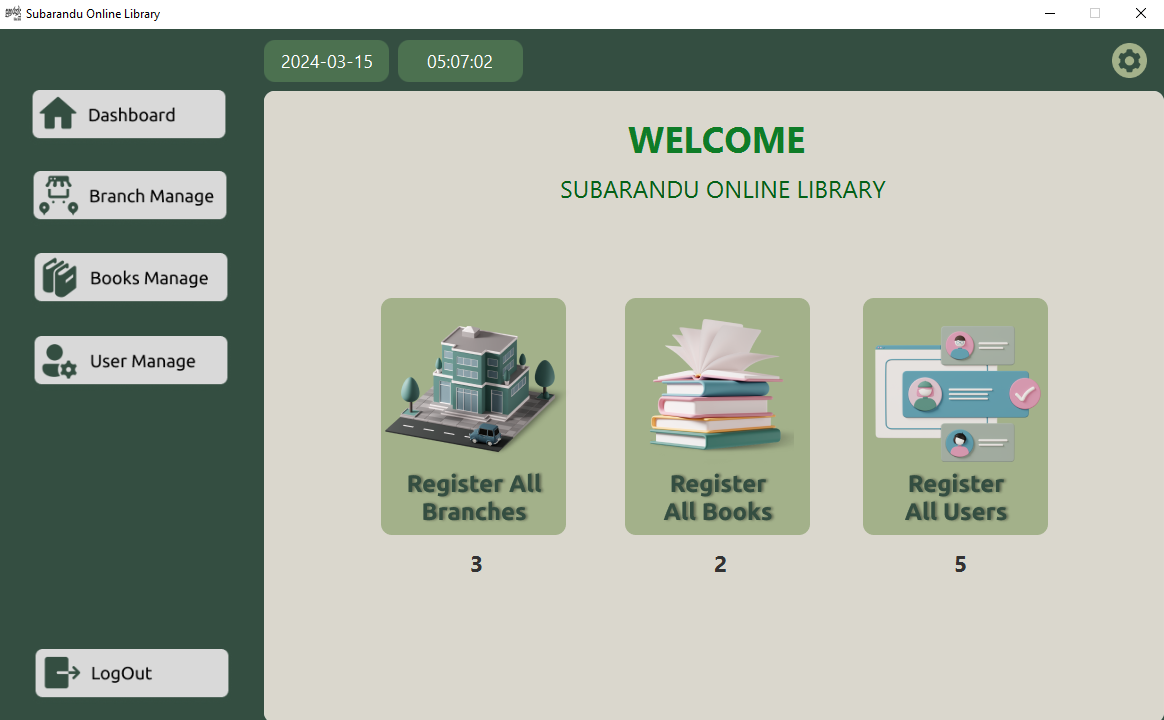 Subarandu Online Library
2024-03-15
05:07:02
Dashboard
Branch Manage
Books Manage
User Manage
LogOut
WELCOME
SUBARANDU ONLINE LIBRARY
Register All
Branches
3
Register
All Books
2
Register
All Users
5